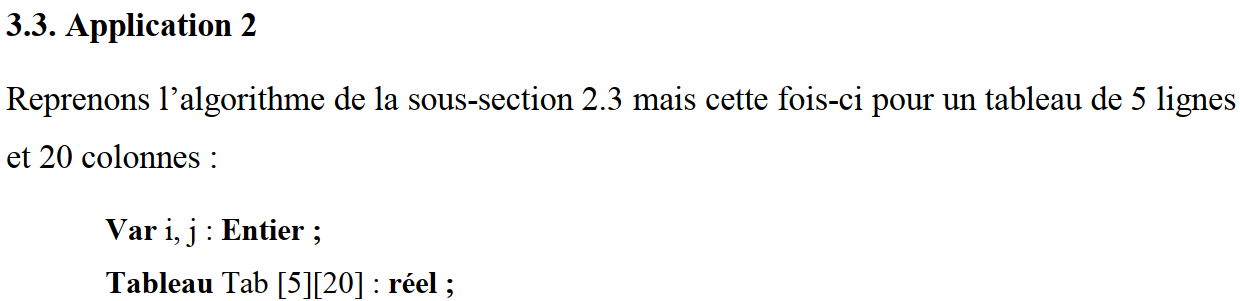 3.3. Application 2
Reprenons l’algorithme de la sous-section 2.3 mais cette fois-ci pour un tableau de 5 lignes
et 20 colonnes :
Var i, j : Entier ;
Tableau Tab [5][20] : réel ;